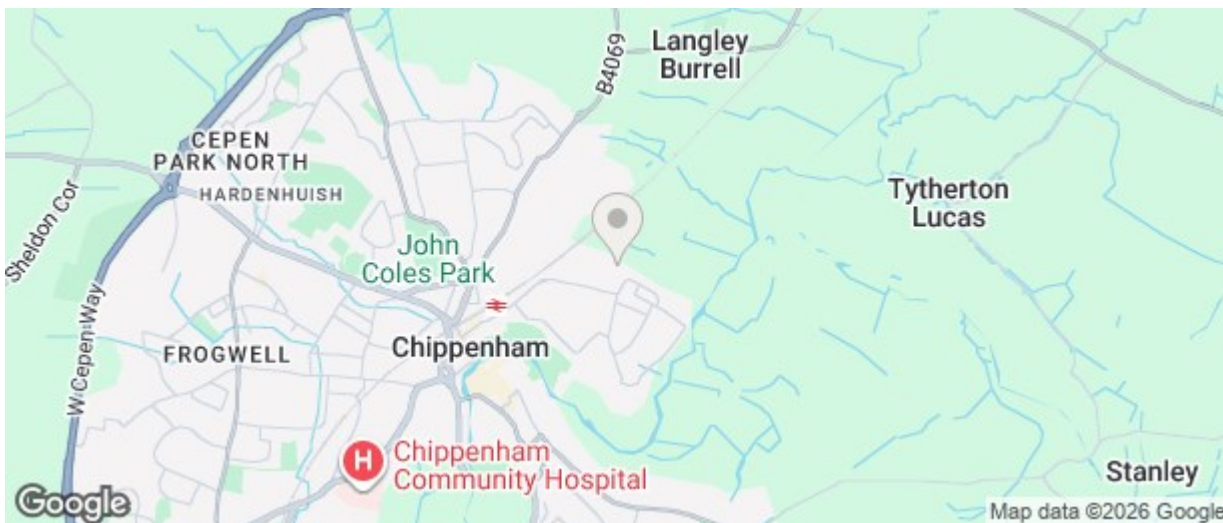 Langley
Burrell
B4069
CEPEN
PARK NORTH
HARDENHUISH
Tytherton
Lucas
Sheldon Cor
John
Coles Park
W Cepen Way
FROGWELL
Chippenham
H
Chippenham
Community Hospital
Stanley
Google
Map data ©2026 Google